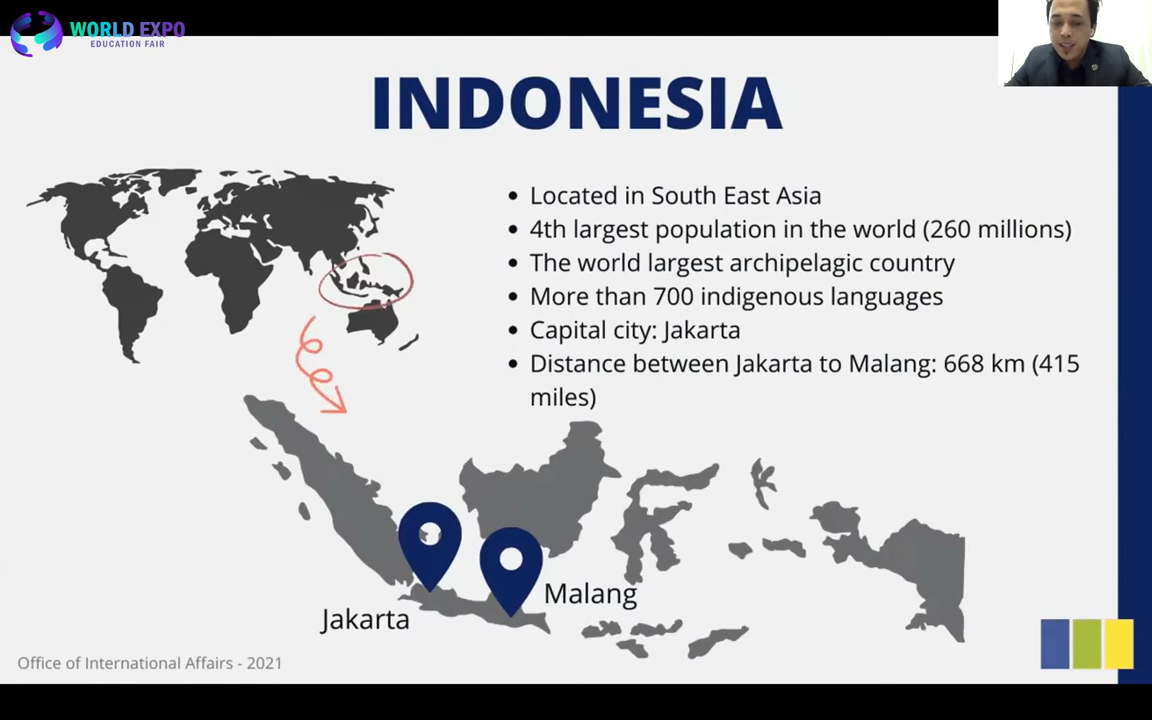 WORLD EXPO
EDUCATION FAIR
INDONESIA
• Located in South East Asia
• 4th largest population in the world (260 millions)
• The world largest archipelagic country
• More than 700 indigenous languages
• Capital city: Jakarta
• Distance between Jakarta to Malang: 668 km (415
miles)
Malang
Jakarta
Office of International Affairs - 2021